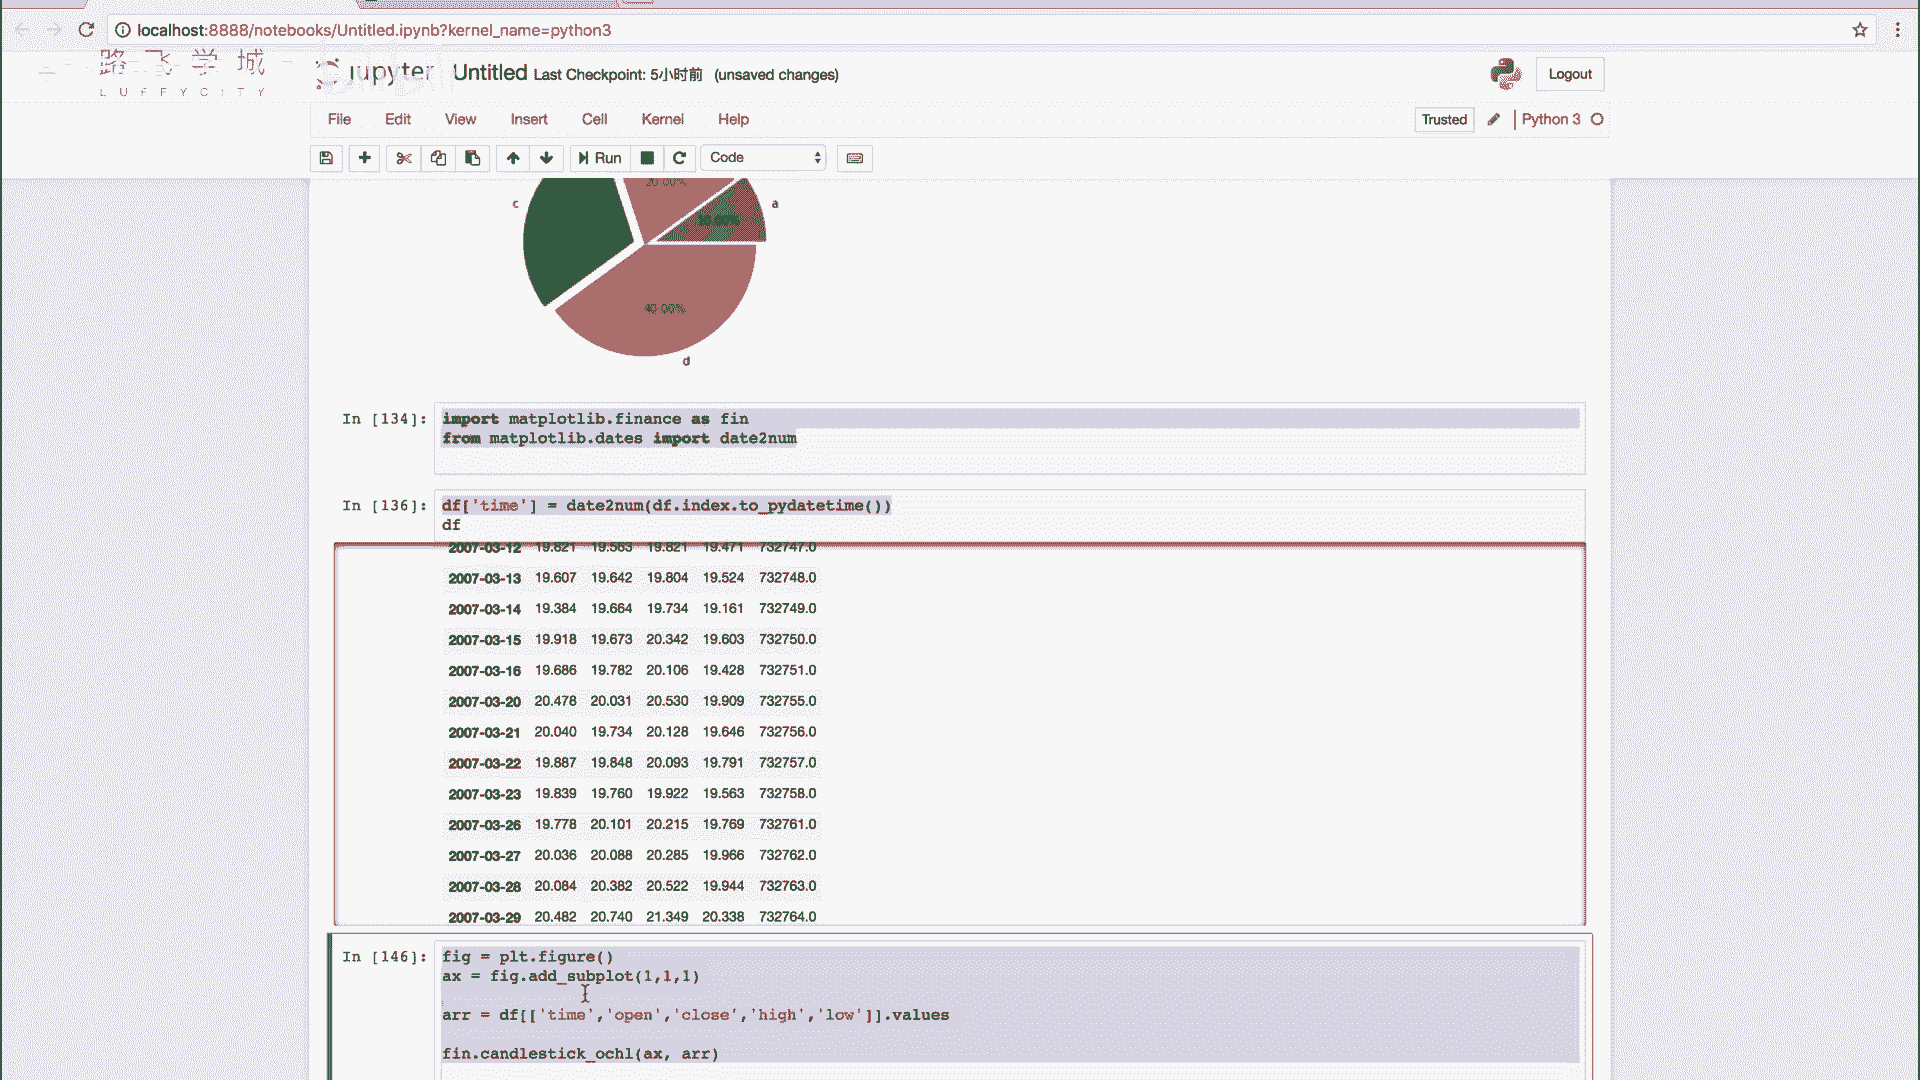 localhost:8888/notebooks/Untitled.ipynb?kernel_name=python3
路飞学城
LUFFYCITY
jupyter Untitled Last Checkpoint: 5小时前 (unsaved changes)
Logout
File Edit View Insert Cell Kernel Help
Trusted Python 3
Run Code
20.00%
c
a
10.00%
40.00%
d
In [134]: import matplotlib.finance as fin
from matplotlib.dates import date2num
In [136]: df['time'] = date2num(df.index.to_pydatetime())
df
2007-03-12 19.821 19.563 19.821 19.471 732747.0
2007-03-13 19.607 19.642 19.804 19.524 732748.0
2007-03-14 19.384 19.664 19.734 19.161 732749.0
2007-03-15 19.918 19.673 20.342 19.603 732750.0
2007-03-16 19.686 19.782 20.106 19.428 732751.0
2007-03-20 20.478 20.031 20.530 19.909 732755.0
2007-03-21 20.040 19.734 20.128 19.646 732756.0
2007-03-22 19.887 19.848 20.093 19.791 732757.0
2007-03-23 19.839 19.760 19.922 19.563 732758.0
2007-03-26 19.778 20.101 20.215 19.769 732761.0
2007-03-27 20.036 20.088 20.285 19.966 732762.0
2007-03-28 20.084 20.382 20.522 19.944 732763.0
2007-03-29 20.482 20.740 21.349 20.338 732764.0
In [146]: fig = plt.figure()
ax = fig.add_subplot(1,1,1)
arr = df[['time','open','close','high','low']].values
fin.candlestick_ochl(ax, arr)